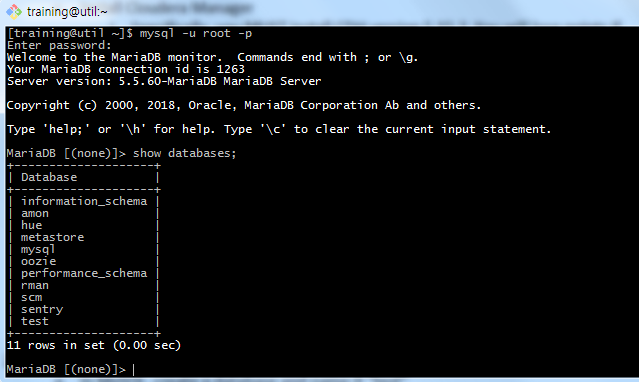 training@util:~
[training@util ~]$ mysql -u root -p
Enter password:
Welcome to the MariaDB monitor.  Commands end with ; or \g.
Your MariaDB connection id is 1263
Server version: 5.5.60-MariaDB MariaDB Server

Copyright (c) 2000, 2018, Oracle, MariaDB Corporation Ab and others.

Type 'help;' or '\h' for help. Type '\c' to clear the current input statement.

MariaDB [(none)]> show databases;
+--------------------+
| Database           |
+--------------------+
| information_schema |
| amon               |
| hue                |
| metastore          |
| mysql              |
| oozie              |
| performance_schema |
| rman               |
| scm                |
| sentry             |
| test               |
+--------------------+
11 rows in set (0.00 sec)

MariaDB [(none)]>